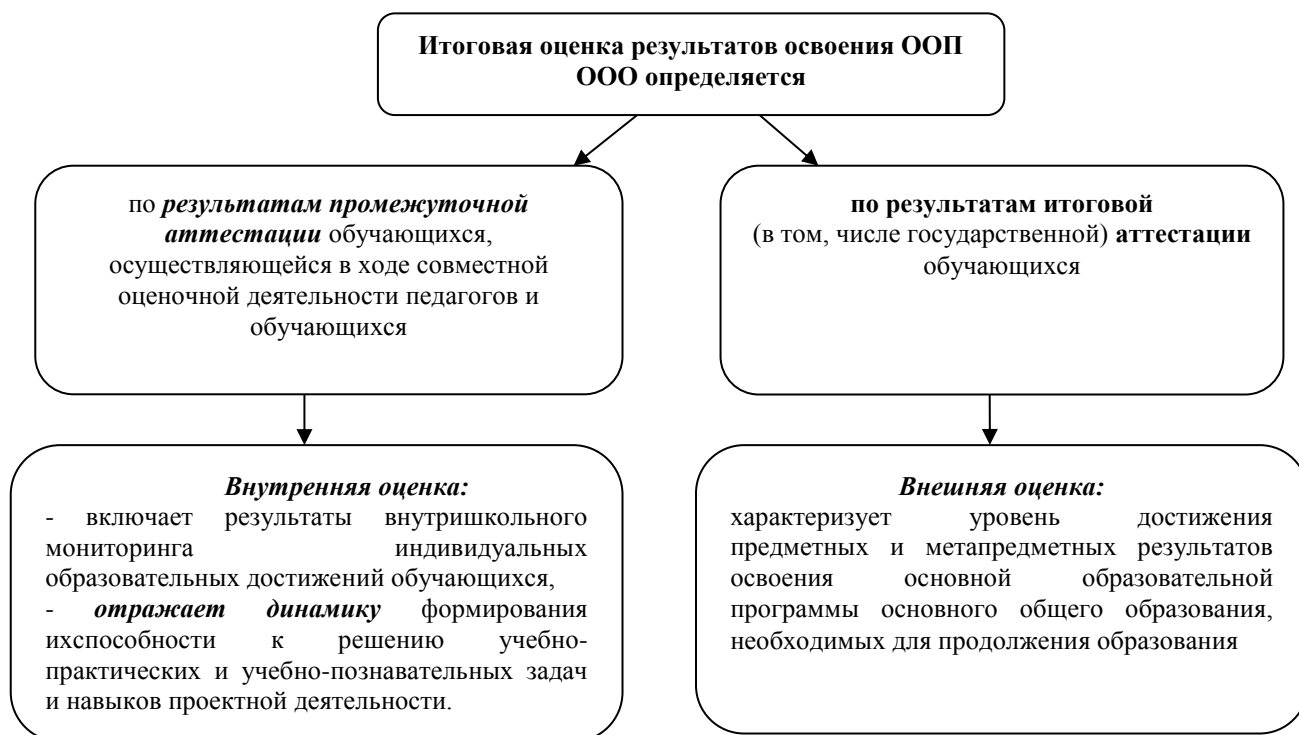 Итоговая оценка результатов освоения ООП
ООО определяется
по результатам промежуточной
аттестации обучающихся,
осуществляющейся в ходе совместной
оценочной деятельности педагогов и
обучающихся
по результатам итоговой
(в том, числе государственной) аттестации
обучающихся
Внутренняя оценка:
- включает результаты внутришкольного
мониторинга индивидуальных
образовательных достижений обучающихся,
- отражает динамику формирования
ихспособности к решению учебно-
практических и учебно-познавательных задач
и навыков проектной деятельности.
Внешняя оценка:
характеризует уровень достижения
предметных и метапредметных результатов
освоения основной образовательной
программы основного общего образования,
необходимых для продолжения образования